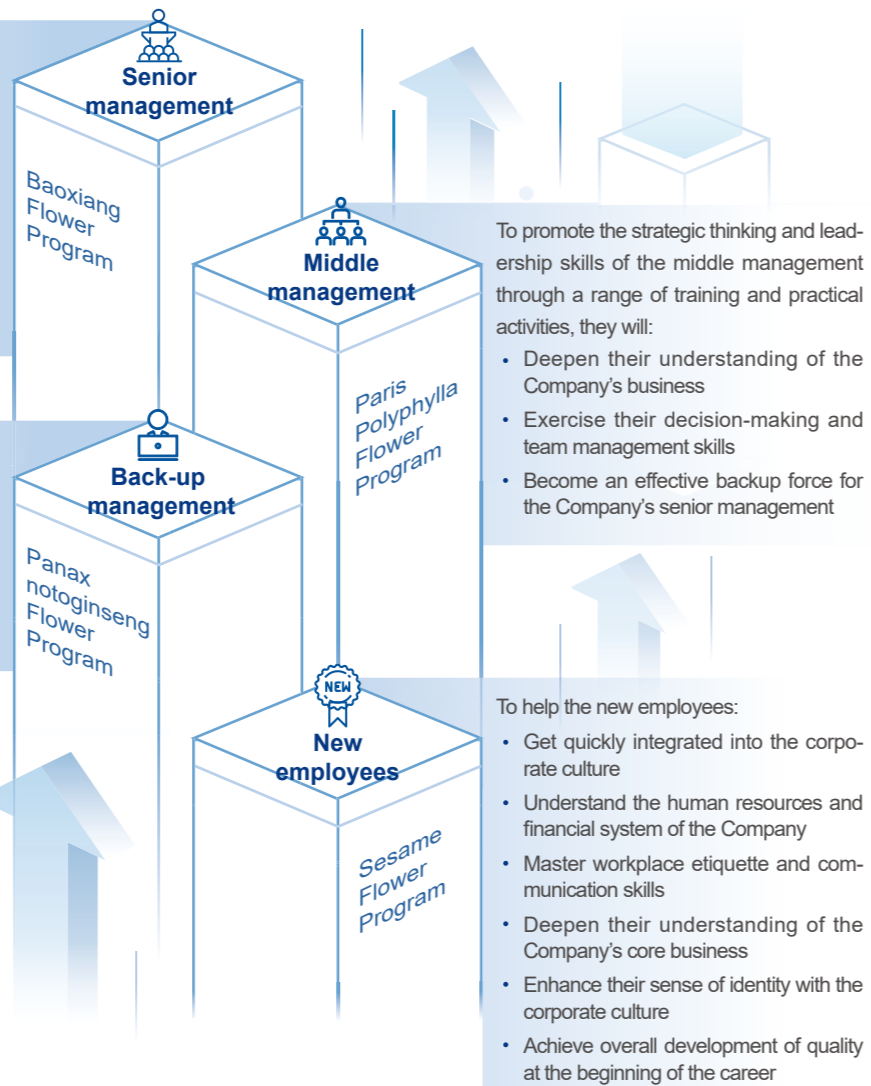 Senior
management
Baoxiang
Flower
Program
Middle
management
Paris
Polyphylla
Flower
Program
To promote the strategic thinking and lead-
ership skills of the middle management
through a range of training and practical
activities, they will:
• Deepen their understanding of the
Company’s business
• Exercise their decision-making and
team management skills
• Become an effective backup force for
the Company’s senior management
Back-up
management
Panax
notoginseng
Flower
Program
NEW
New
employees
Sesame
Flower
Program
To help the new employees:
• Get quickly integrated into the corpo-
rate culture
• Understand the human resources and
financial system of the Company
• Master workplace etiquette and com-
munication skills
• Deepen their understanding of the
Company’s core business
• Enhance their sense of identity with the
corporate culture
• Achieve overall development of quality
at the beginning of the career